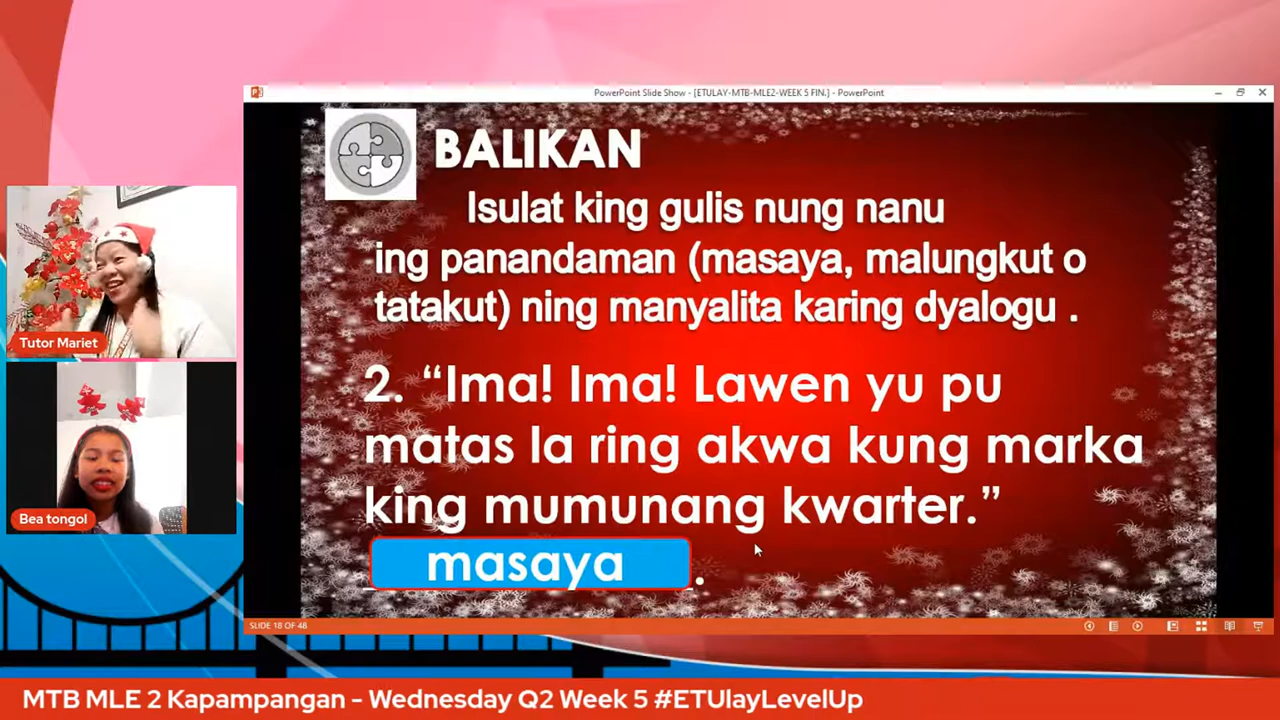 PowerPoint Slide Show - [ETULAY-MTB-MLE2-WEEK 5 FIN.] - PowerPoint
BALIKAN
Isulat king gulis nung nanu
ing panandaman (masaya, malungkut o
tatakut) ning manyalita karing dyalogu .
2. “Ima! Ima! Lawen yu pu
matas la ring akwa kung marka
king mumunang kwarter.”
masaya .
SLIDE 18 OF 48
Tutor Mariet
Bea tongol
MTB MLE 2 Kapampangan - Wednesday Q2 Week 5 #ETUlayLevelUp